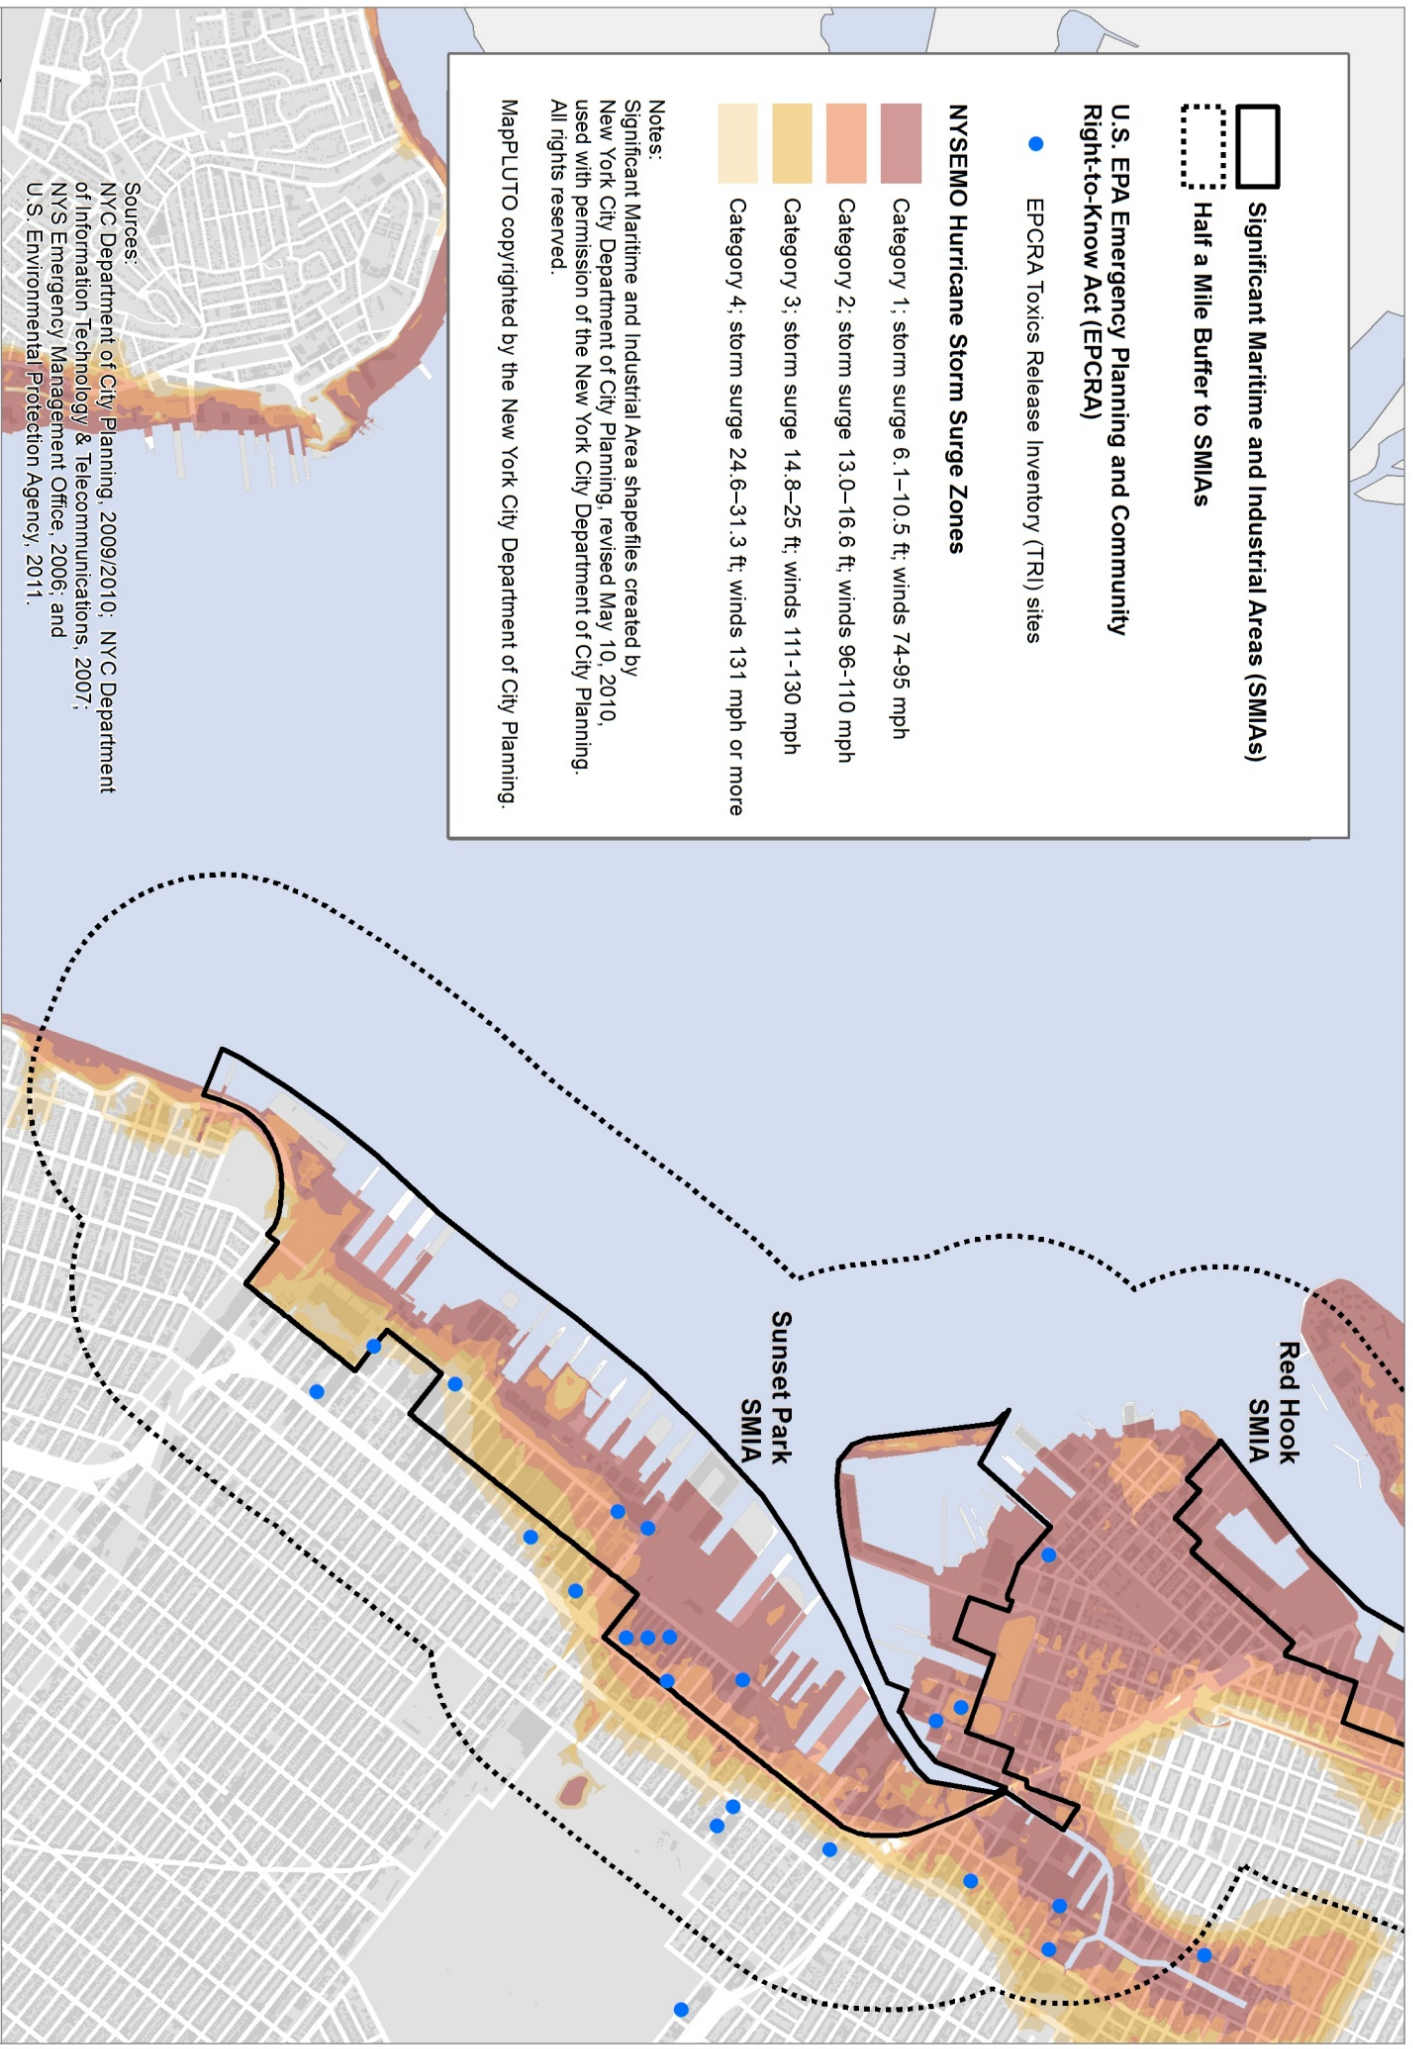 Significant Maritime and Industrial Areas (SMIAs)
Half a Mile Buffer to SMIAs
U.S. EPA Emergency Planning and Community
Right-to-Know Act (EPCRA)
EPCRA Toxics Release Inventory (TRI) sites
NYSEMO Hurricane Storm Surge Zones
Category 1; storm surge 6.1–10.5 ft; winds 74-95 mph
Category 2; storm surge 13.0–16.6 ft; winds 96-110 mph
Category 3; storm surge 14.8–25 ft; winds 111-130 mph
Category 4; storm surge 24.6–31.3 ft; winds 131 mph or more
Notes:
Significant Maritime and Industrial Area shapefiles created by
New York City Department of City Planning, revised May 10, 2010,
used with permission of the New York City Department of City Planning.
All rights reserved.
MapPLUTO copyrighted by the New York City Department of City Planning.
Red Hook
SMIA
Sunset Park
SMIA
Sources:
NYC Department of City Planning, 2009/2010; NYC Department
of Information Technology & Telecommunications, 2007;
NYS Emergency Management Office, 2006; and
U.S. Environmental Protection Agency, 2011.